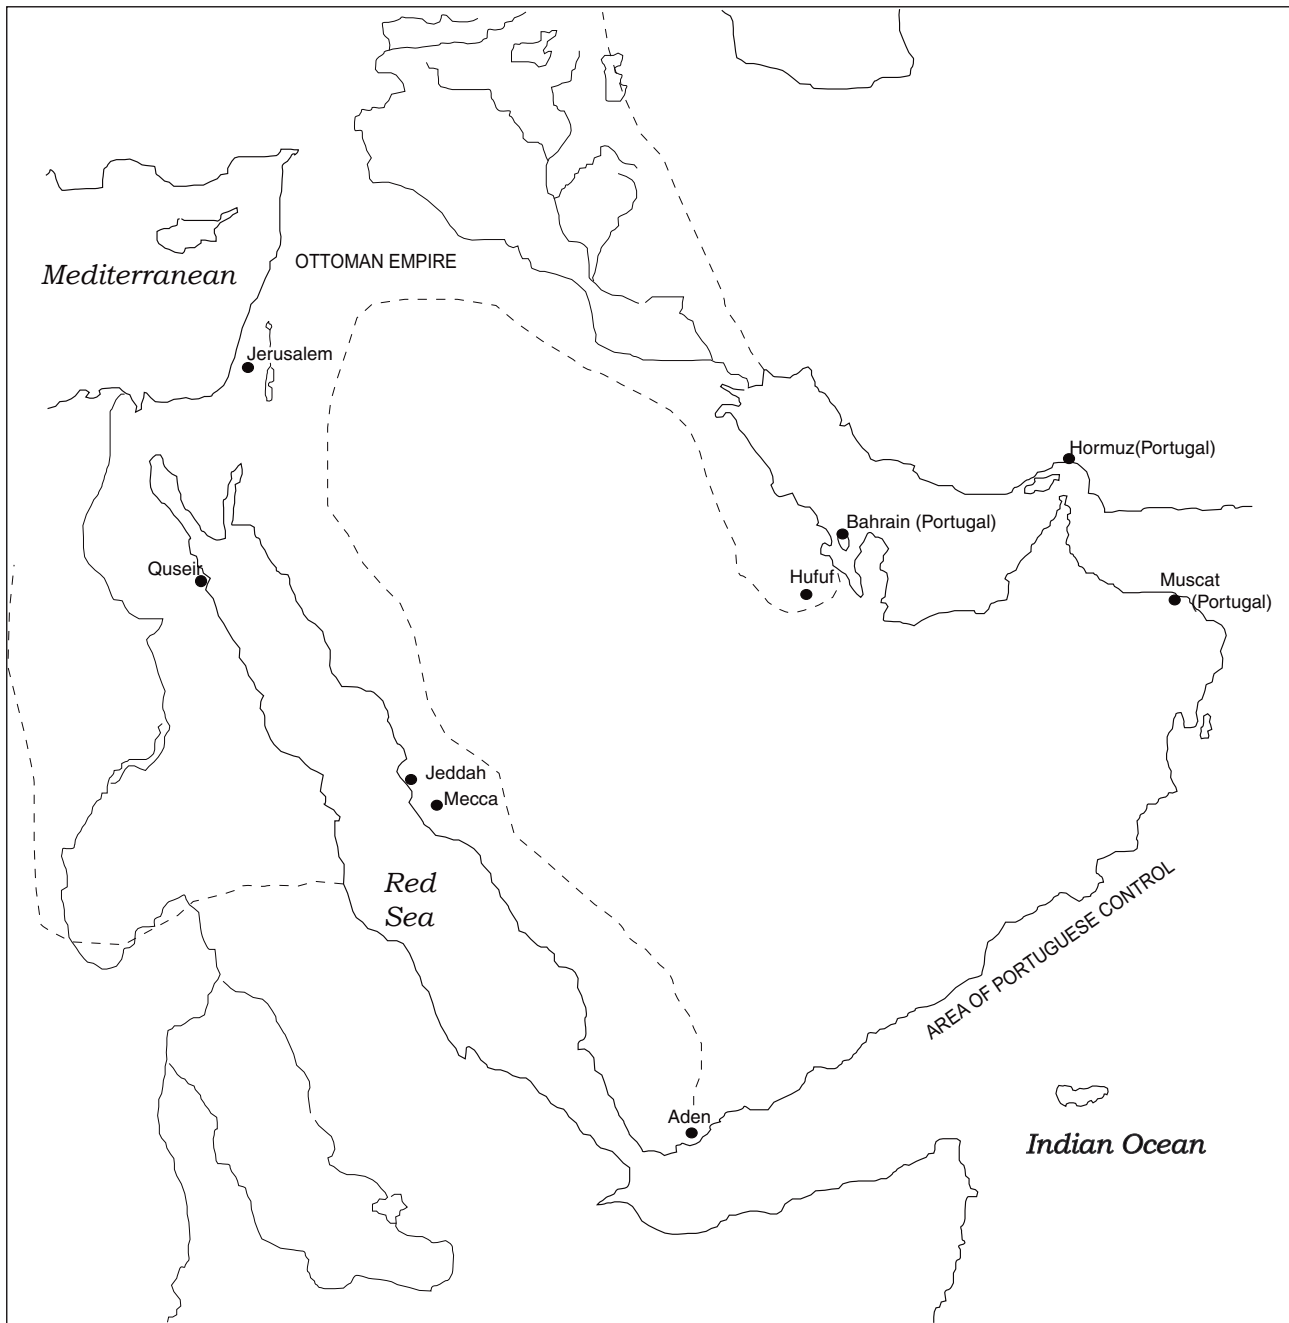 OTTOMAN EMPIRE
Mediterranean
Jerusalem
Hormuz(Portugal)
Bahrain (Portugal)
Quseir
Hufuf
Muscat
(Portugal)
Jeddah
Mecca
Red
Sea
AREA OF PORTUGUESE CONTROL
Aden
Indian Ocean